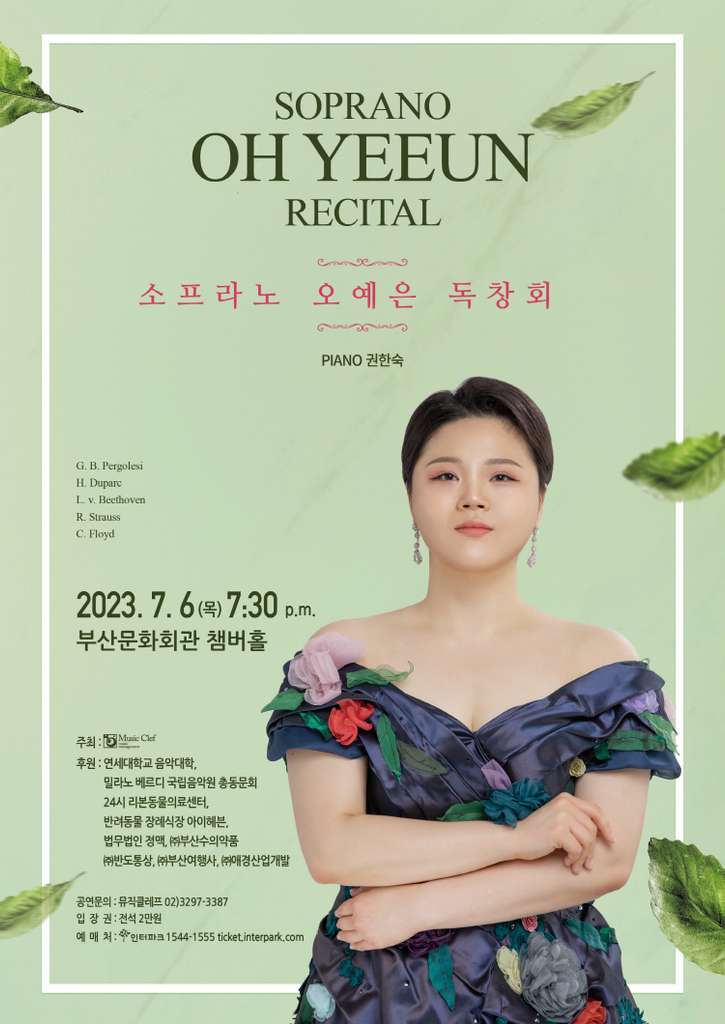 SOPRANO
OH YEEUN
RECITAL
소프라노 오예은 독창회
PIANO 권한숙
G. B. Pergolesi
H. Duparc
L. v. Beethoven
R. Strauss
C. Floyd
2023. 7. 6(목) 7:30 p.m.
부산문화회관 챔버홀
주최 : Music Clef
후원 : 연세대학교 음악대학,
밀라노 베르디 국립음악원 총동문회
24시 리본동물의료센터,
반려동물 장례식장 아이헤븐,
법무법인 정맥, ㈜부산수의약품
㈜반도통상, ㈜부산여행사, ㈜애경산업개발
공연문의 : 뮤직클레프 02)3297-3387
입 장 권 : 전석 2만원
예 매 처 : 인터파크 1544-1555 ticket.interpark.com